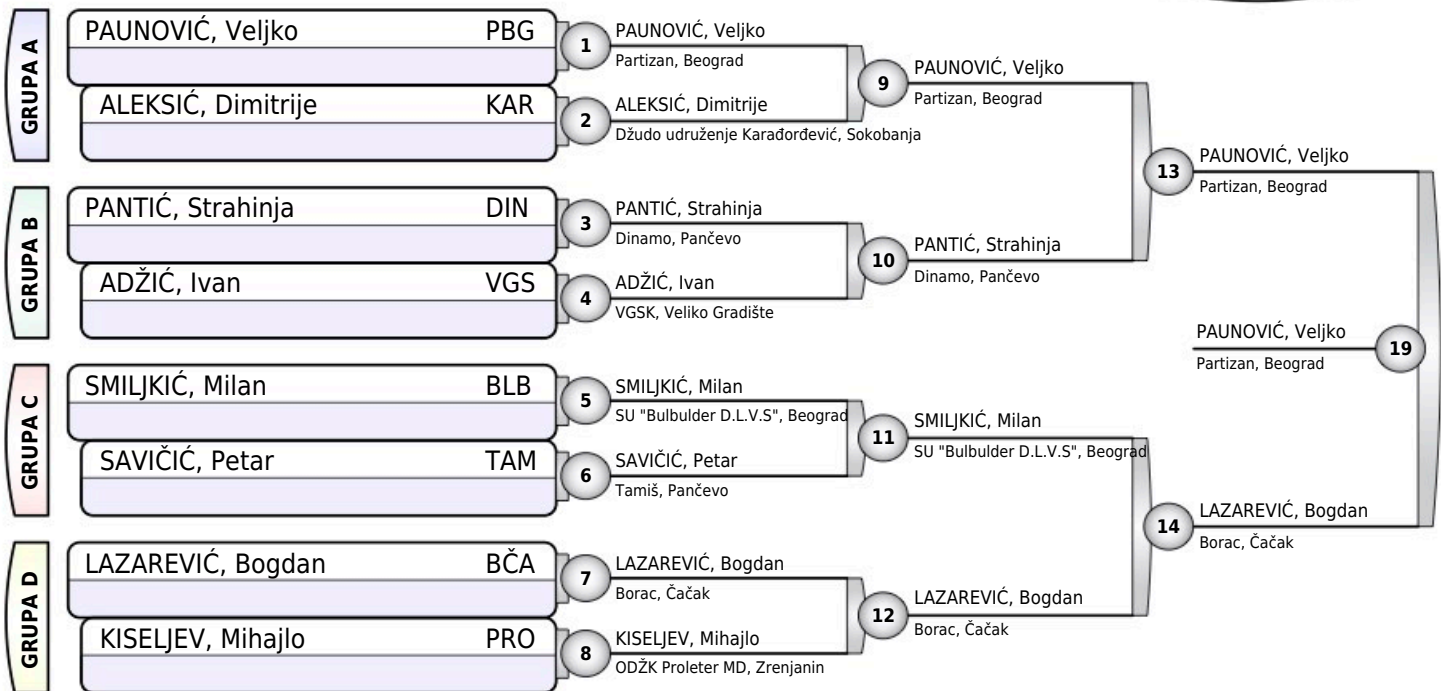 GRUPA A
PAUNOVIĆ, Veljko PBG
ALEKSIĆ, Dimitrije KAR
GRUPA B
PANTIĆ, Strahinja DIN
ADŽIĆ, Ivan VGS
GRUPA C
SMILJKIĆ, Milan BLB
SAVIČIĆ, Petar TAM
GRUPA D
LAZAREVIĆ, Bogdan BČA
KISELJEV, Mihajlo PRO
1
PAUNOVIĆ, Veljko
Partizan, Beograd
2
ALEKSIĆ, Dimitrije
Džudo udruženje Karađorđević, Sokobanja
3
PANTIĆ, Strahinja
Dinamo, Pančevo
4
ADŽIĆ, Ivan
VGSK, Veliko Gradište
5
SMILJKIĆ, Milan
SU "Bulbulder D.L.V.S", Beograd
6
SAVIČIĆ, Petar
Tamiš, Pančevo
7
LAZAREVIĆ, Bogdan
Borac, Čačak
8
KISELJEV, Mihajlo
ODŽK Proleter MD, Zrenjanin
9
PAUNOVIĆ, Veljko
Partizan, Beograd
10
PANTIĆ, Strahinja
Dinamo, Pančevo
11
SMILJKIĆ, Milan
SU "Bulbulder D.L.V.S", Beograd
12
LAZAREVIĆ, Bogdan
Borac, Čačak
13
PAUNOVIĆ, Veljko
Partizan, Beograd
14
LAZAREVIĆ, Bogdan
Borac, Čačak
PAUNOVIĆ, Veljko
Partizan, Beograd
19